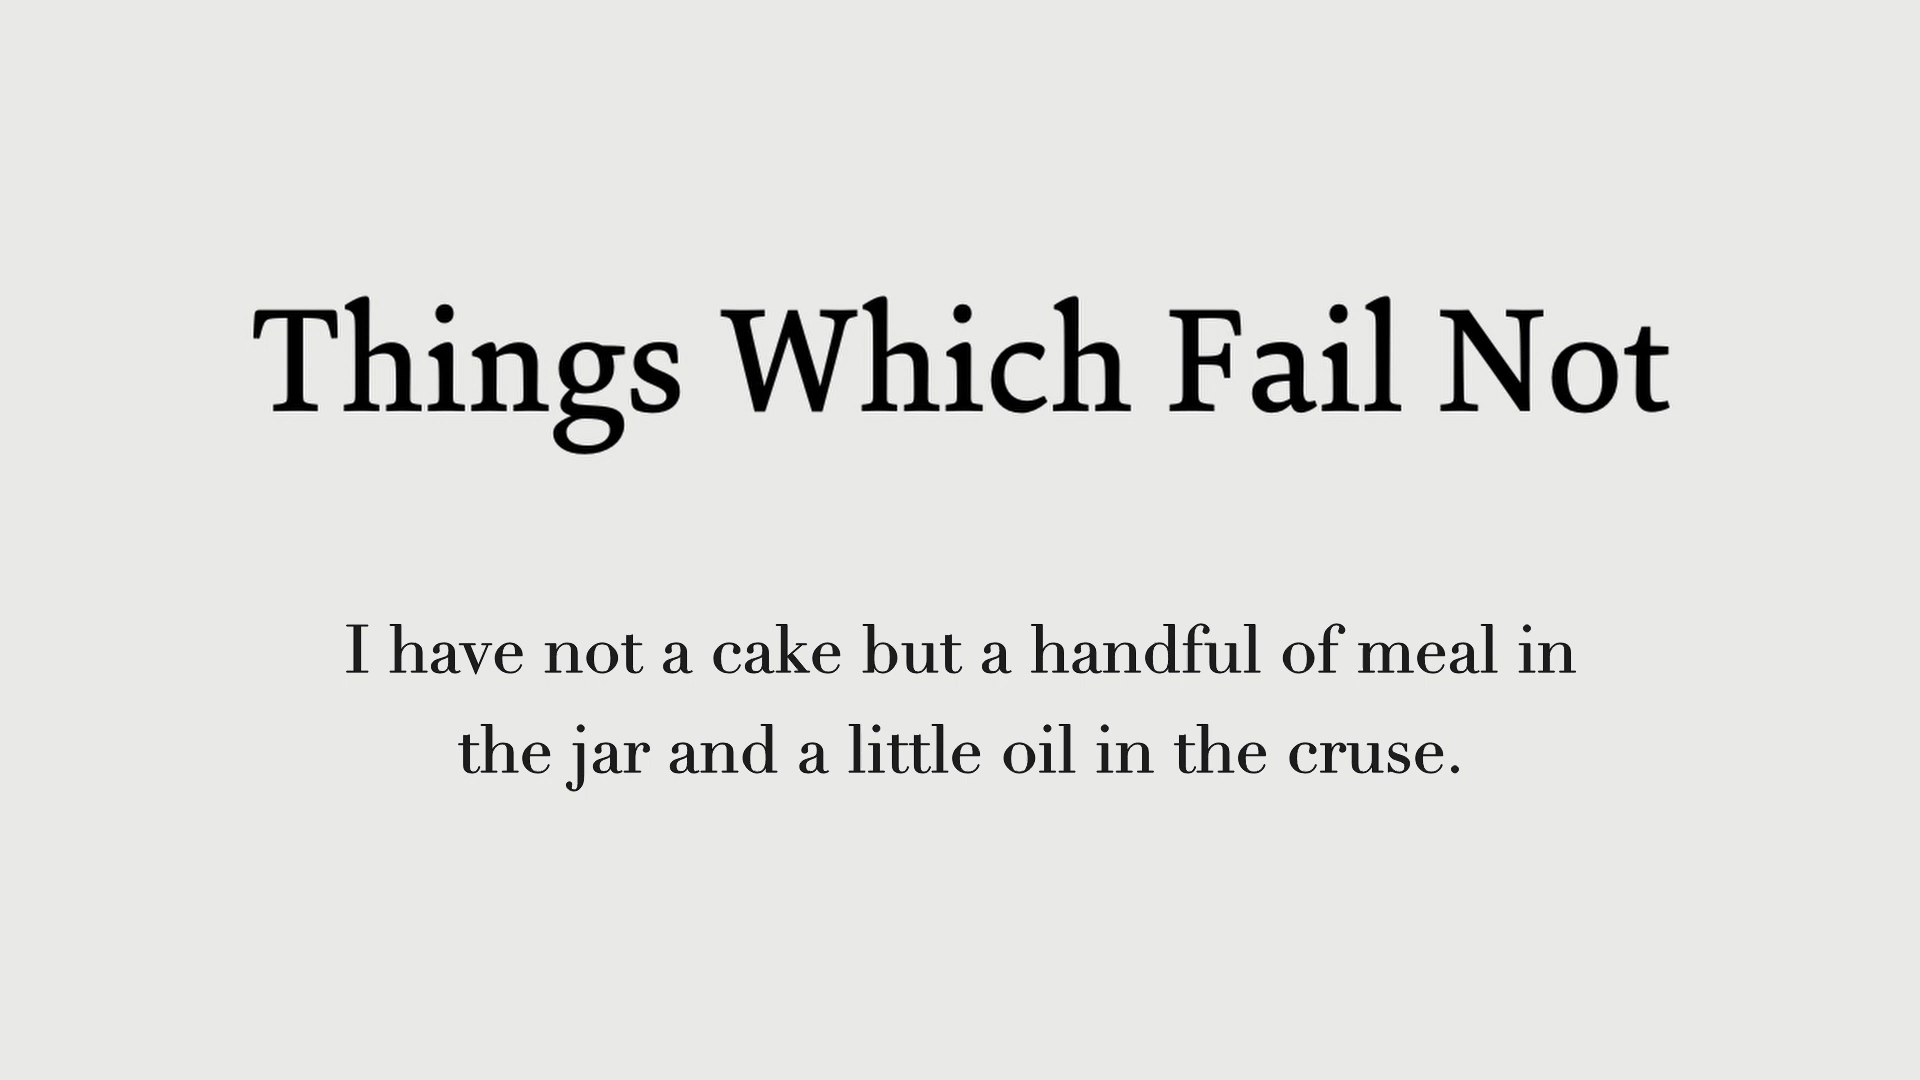 Things Which Fail Not
I have not a cake but a handful of meal in
the jar and a little oil in the cruse.